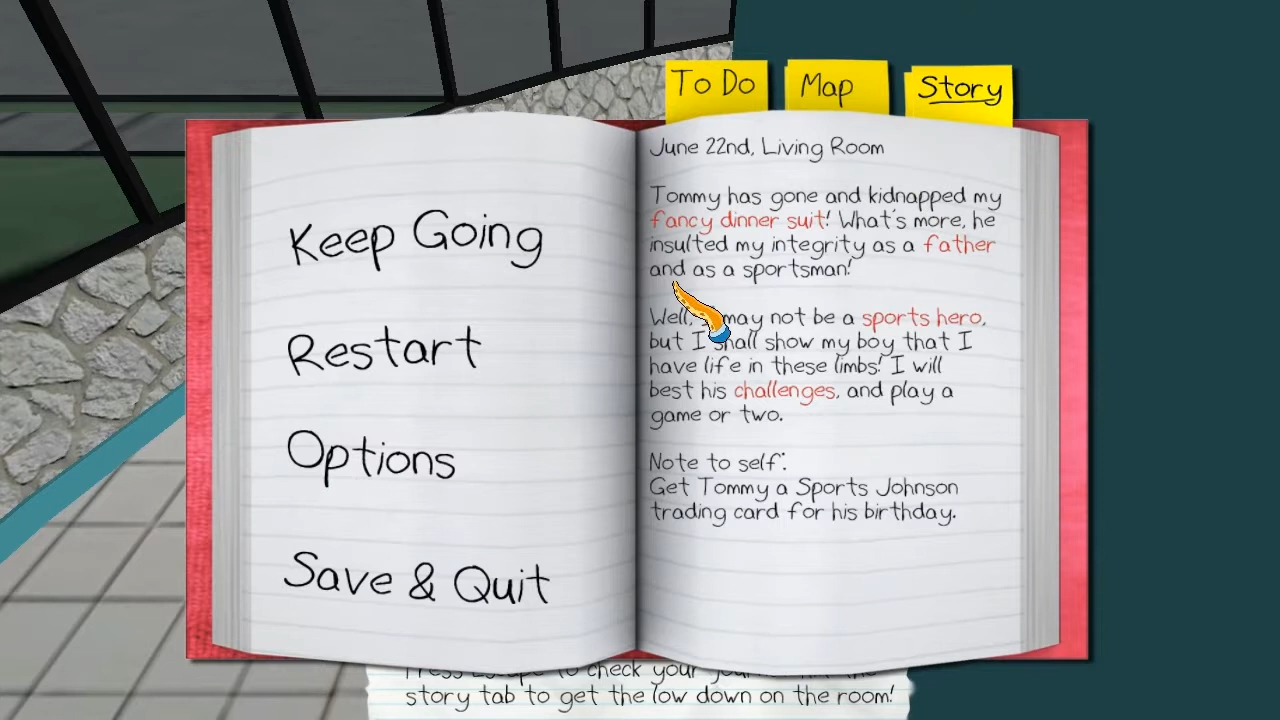 To Do
Map
Story
Keep Going
Restart
Options
Save & Quit
June 22nd, Living Room
Tommy has gone and kidnapped my
fancy dinner suit! What's more, he
insulted my integrity as a father
and as a sportsman!
Well, I may not be a sports hero,
but I shall show my boy that I
have life in these limbs! I will
best his challenges, and play a
game or two.
Note to self:
Get Tommy a Sports Johnson
trading card for his birthday.
to check your
story tab to get the low down on the room!